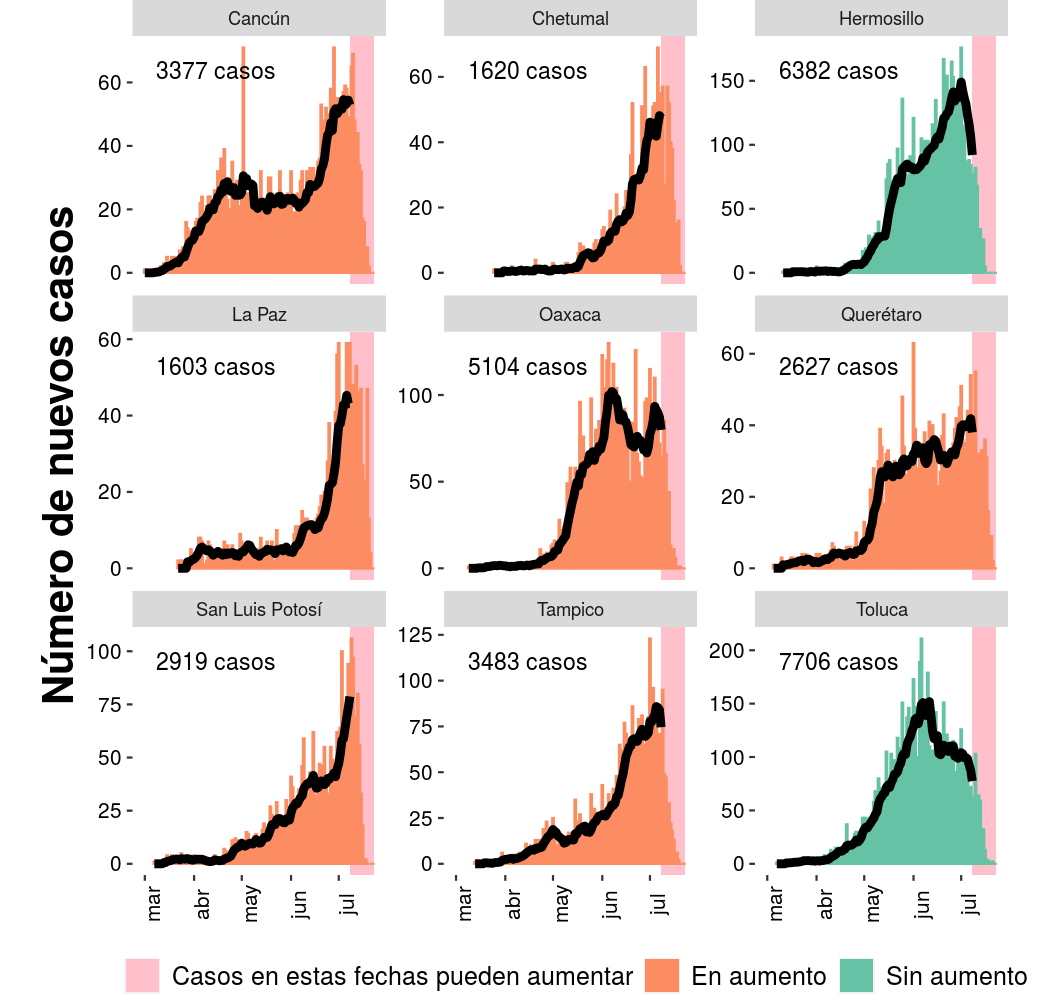 Cancún
Chetumal
Hermosillo
3377 casos
1620 casos
6382 casos
60
40
20
0
60
40
20
0
150
100
50
0
La Paz
Oaxaca
Querétaro
1603 casos
5104 casos
2627 casos
60
40
20
0
100
50
0
60
40
20
0
San Luis Potosí
Tampico
Toluca
2919 casos
3483 casos
7706 casos
100
75
50
25
0
125
100
75
50
25
0
200
150
100
50
0
mar abr may jun jul
mar abr may jun jul
mar abr may jun jul
Número de nuevos casos
Casos en estas fechas pueden aumentar En aumento Sin aumento